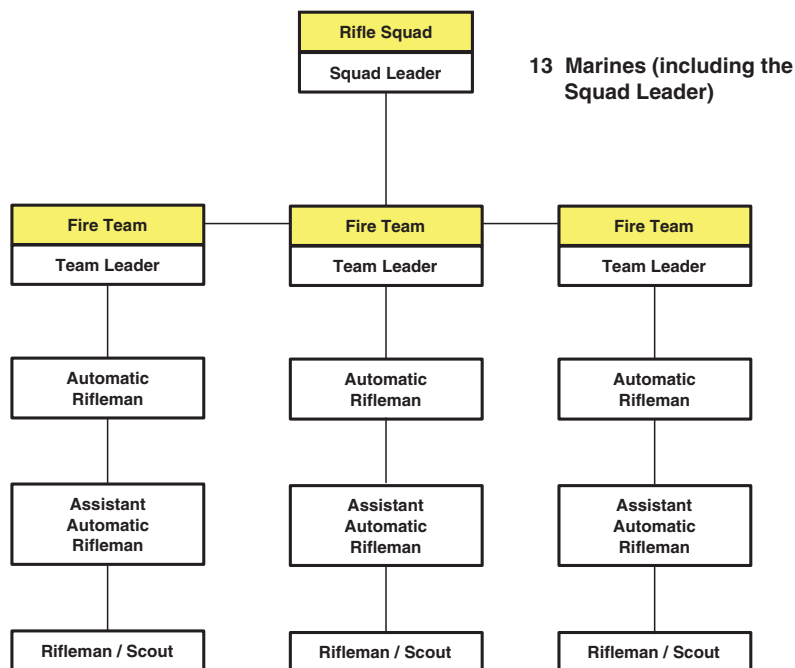 Rifle Squad
Squad Leader
13 Marines (including the
Squad Leader)
Fire Team
Team Leader
Automatic
Rifleman
Assistant
Automatic
Rifleman
Rifleman / Scout
Fire Team
Team Leader
Automatic
Rifleman
Assistant
Automatic
Rifleman
Rifleman / Scout
Fire Team
Team Leader
Automatic
Rifleman
Assistant
Automatic
Rifleman
Rifleman / Scout